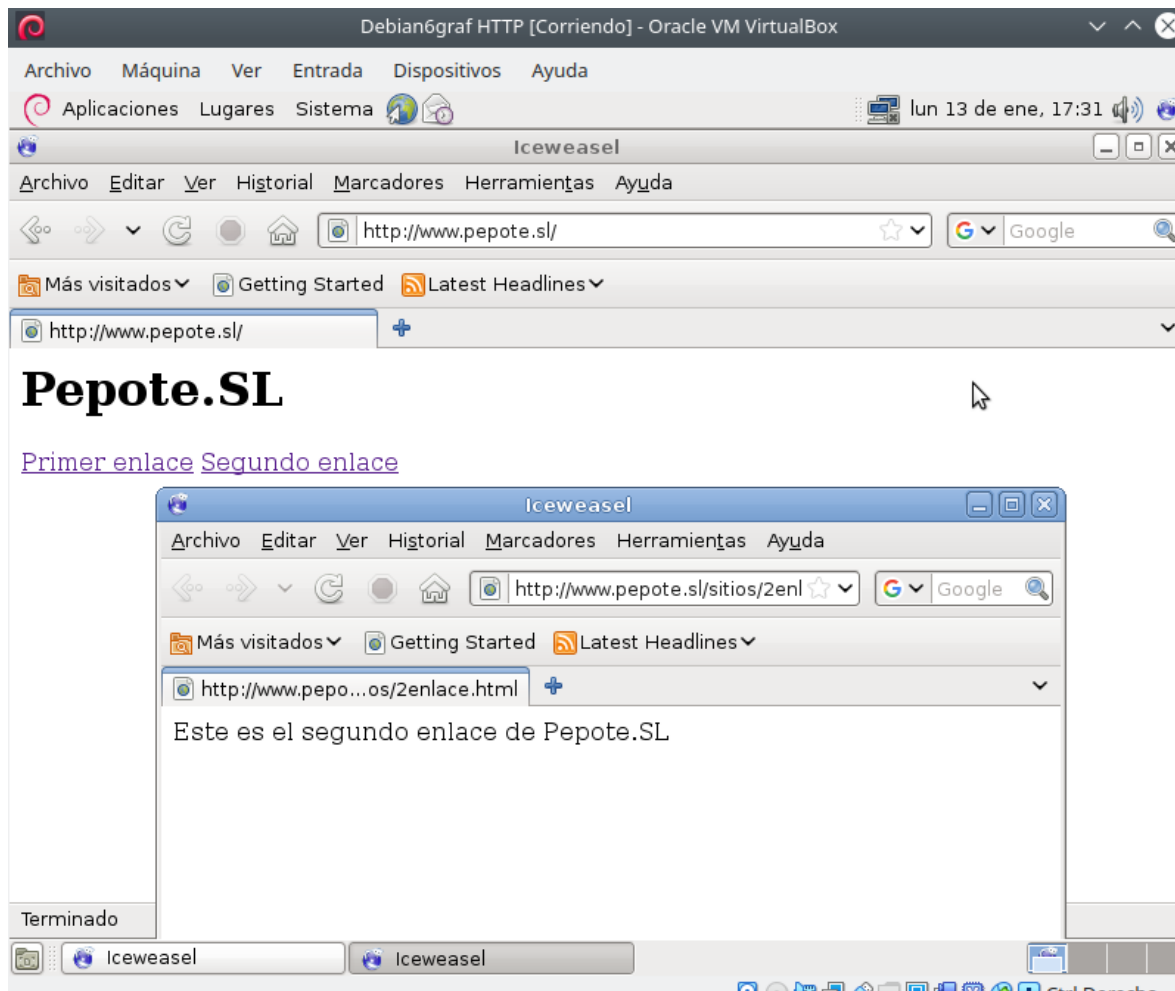 Debian6graf HTTP [Corriendo] - Oracle VM VirtualBox
Archivo Máquina Ver Entrada Dispositivos Ayuda
Aplicaciones Lugares Sistema lun 13 de ene, 17:31
Iceweasel
Archivo Editar Ver Historial Marcadores Herramientas Ayuda
http://www.pepote.sl/ Google
Más visitados Getting Started Latest Headlines
http://www.pepote.sl/
Pepote.SL
Primer enlace Segundo enlace
Iceweasel
Archivo Editar Ver Historial Marcadores Herramientas Ayuda
http://www.pepote.sl/sitios/2enl Google
Más visitados Getting Started Latest Headlines
http://www.pepo...os/2enlace.html
Este es el segundo enlace de Pepote.SL
Terminado
Iceweasel Iceweasel
Ctrl Derecho